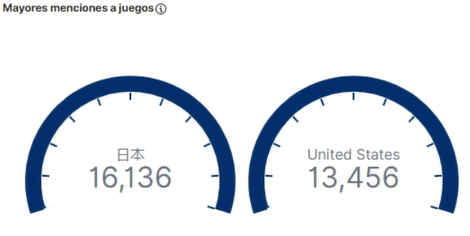 Mayores menciones a juegos
日本
16,136
United States
13,456